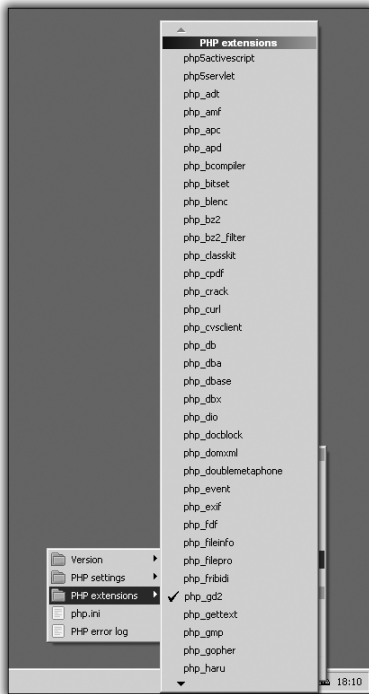 PHP extensions
php5activescript
php5servlet
php_adt
php_amf
php_apc
php_apd
php_bcompiler
php_bitset
php_blenc
php_bz2
php_bz2_filter
php_classkit
php_cpdf
php_crack
php_curl
php_cvsclient
php_db
php_dba
php_dbase
php_dbx
php_dio
php_docblock
php_domxml
php_doublemetaphone
php_event
php_exif
php_fdf
php_fileinfo
php_filepro
php_fribidi
php_gd2
php_gettext
php_gmp
php_gopher
php_haru
Version
PHP settings
PHP extensions
php.ini
PHP error log
18:10